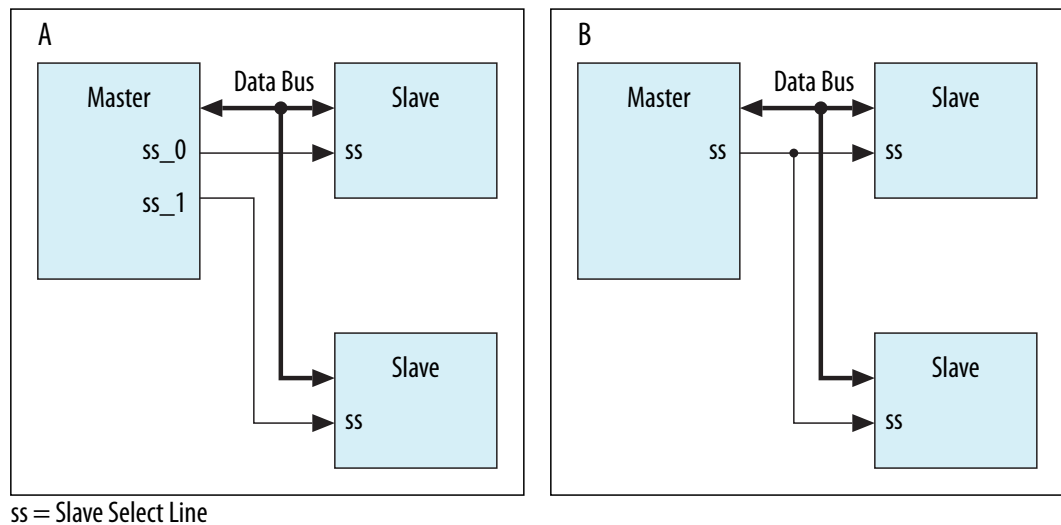 A
Master
Data Bus
Slave
ss_0
ss
ss_1
Slave
ss
B
Master
Data Bus
Slave
ss
ss
Slave
ss
ss = Slave Select Line